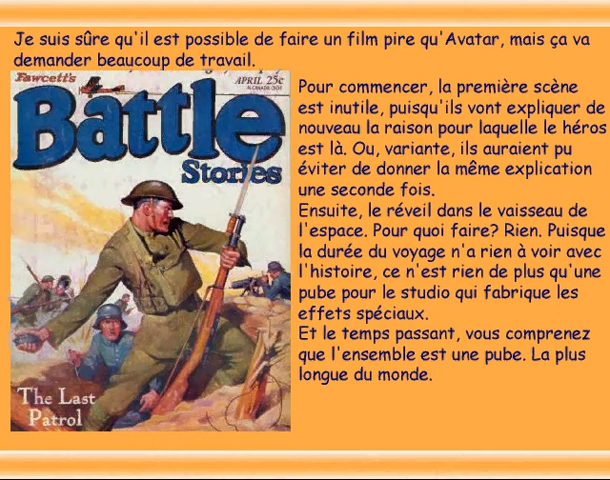 Je suis sûre qu'il est possible de faire un film pire qu'Avatar, mais ça va
demander beaucoup de travail.
Fawcett's
APRIL 25c
Battle
Stories
The Last
Patrol
Pour commencer, la première scène
est inutile, puisqu'ils vont expliquer de
nouveau la raison pour laquelle le héros
est là. Ou, variante, ils auraient pu
éviter de donner la même explication
une seconde fois.
Ensuite, le réveil dans le vaisseau de
l'espace. Pour quoi faire? Rien. Puisque
la durée du voyage n'a rien à voir avec
l'histoire, ce n'est rien de plus qu'une
pube pour le studio qui fabrique les
effets spéciaux.
Et le temps passant, vous comprenez
que l'ensemble est une pube. La plus
longue du monde.